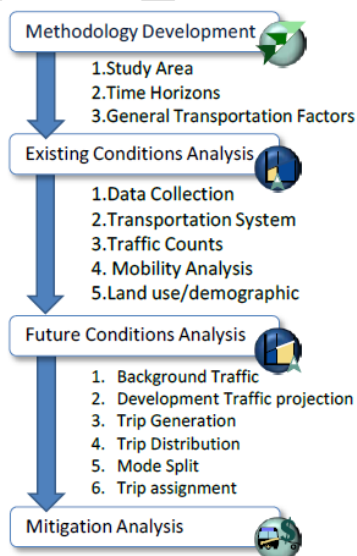 Methodology Development
1.Study Area
2.Time Horizons
3.General Transportation Factors
Existing Conditions Analysis
1.Data Collection
2.Transportation System
3.Traffic Counts
4. Mobility Analysis
5.Land use/demographic
Future Conditions Analysis
1. Background Traffic
2. Development Traffic projection
3. Trip Generation
4. Trip Distribution
5. Mode Split
6. Trip assignment
Mitigation Analysis